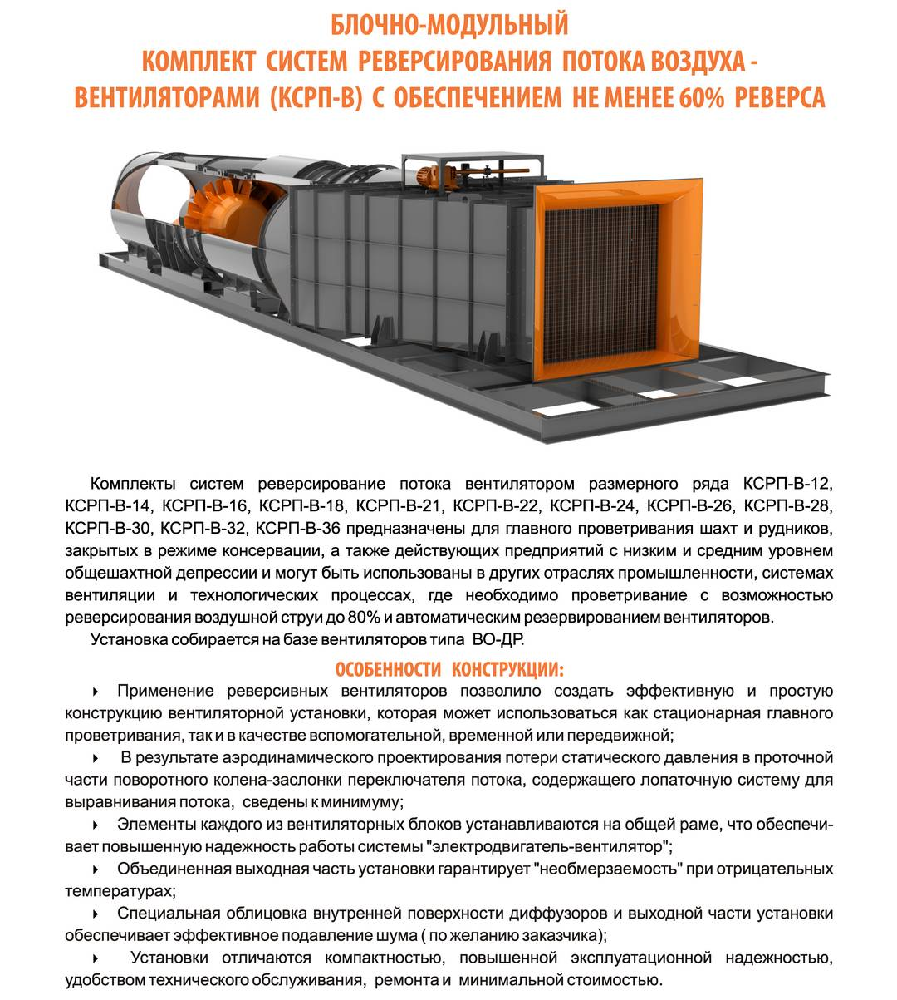 БЛОЧНО-МОДУЛЬНЫЙ
КОМПЛЕКТ СИСТЕМ РЕВЕРСИРОВАНИЯ ПОТОКА ВОЗДУХА -
ВЕНТИЛЯТОРАМИ (КСРП-В) С ОБЕСПЕЧЕНИЕМ НЕ МЕНЕЕ 60% РЕВЕРСА
Комплекты систем реверсирование потока вентилятором размерного ряда КСРП-В-12,
КСРП-В-14, КСРП-В-16, КСРП-В-18, КСРП-В-21, КСРП-В-22, КСРП-В-24, КСРП-В-26, КСРП-В-28,
КСРП-В-30, КСРП-В-32, КСРП-В-36 предназначены для главного проветривания шахт и рудников,
закрытых в режиме консервации, а также действующих предприятий с низким и средним уровнем
общешахтной депрессии и могут быть использованы в других отраслях промышленности, системах
вентиляции и технологических процессах, где необходимо проветривание с возможностью
реверсирования воздушной струи до 80% и автоматическим резервированием вентиляторов.
Установка собирается на базе вентиляторов типа ВО-ДР.
ОСОБЕННОСТИ КОНСТРУКЦИИ:
Применение реверсивных вентиляторов позволило создать эффективную и простую
конструкцию вентиляторной установки, которая может использоваться как стационарная главного
проветривания, так и в качестве вспомогательной, временной или передвижной;
В результате аэродинамического проектирования потери статического давления в проточной
части поворотного колена-заслонки переключателя потока, содержащего лопаточную систему для
выравнивания потока, сведены к минимуму;
Элементы каждого из вентиляторных блоков устанавливаются на общей раме, что обеспечи-
вает повышенную надежность работы системы "электродвигатель-вентилятор";
Объединенная выходная часть установки гарантирует "необмерзаемость" при отрицательных
температурах;
Специальная облицовка внутренней поверхности диффузоров и выходной части установки
обеспечивает эффективное подавление шума ( по желанию заказчика);
Установки отличаются компактностью, повышенной эксплуатационной надежностью,
удобством технического обслуживания, ремонта и минимальной стоимостью.